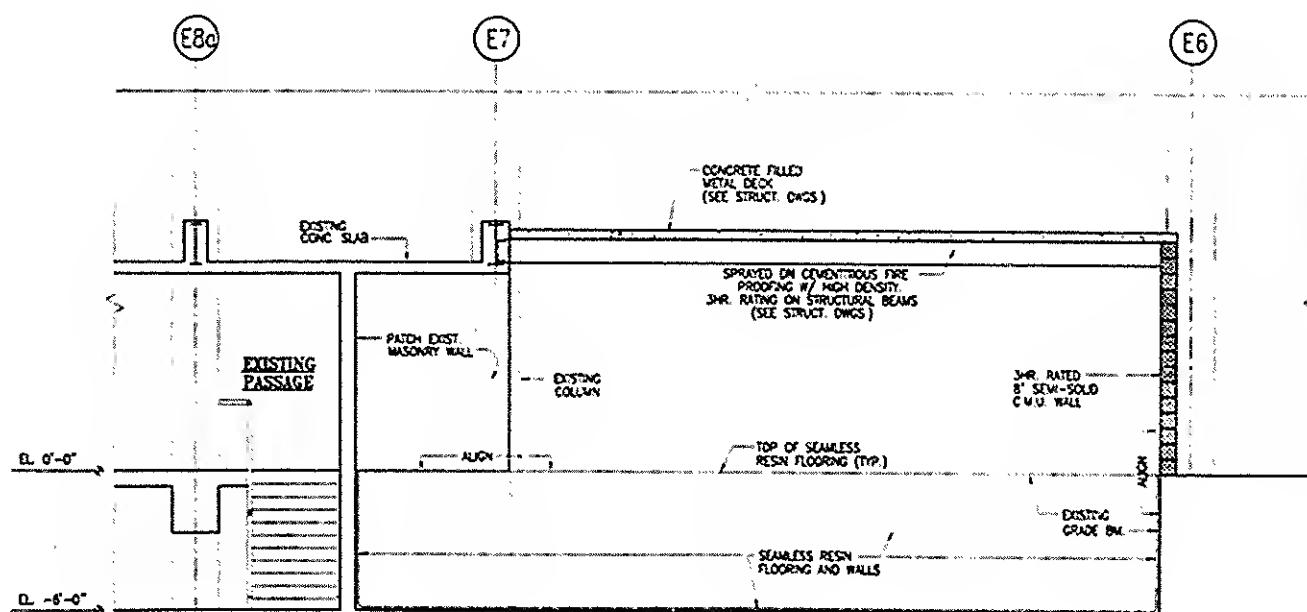 E8a
E7
E6
CONCRETE FILLED
METAL DECK
(SEE STRUCT. DWGS)
EXISTING
CONC SLAB
SPRAYED ON CEMENTITIOUS FIRE
PROOFING W/ HIGH DENSITY.
3HR. RATING ON STRUCTURAL BEAMS
(SEE STRUCT. DWGS)
PATCH EXIST.
MASONRY WALL
EXISTING
PASSAGE
EXISTING
COLUMN
3HR. RATED
8" SEMI-SOLID
C.M.U. WALL
EL 0'-0"
ALIGN
TOP OF SEAMLESS
RESIN FLOORING (TYP.)
ALIGN
EXISTING
GRADE BM.
SEAMLESS RESIN
FLOORING AND WALLS
EL -6'-0"